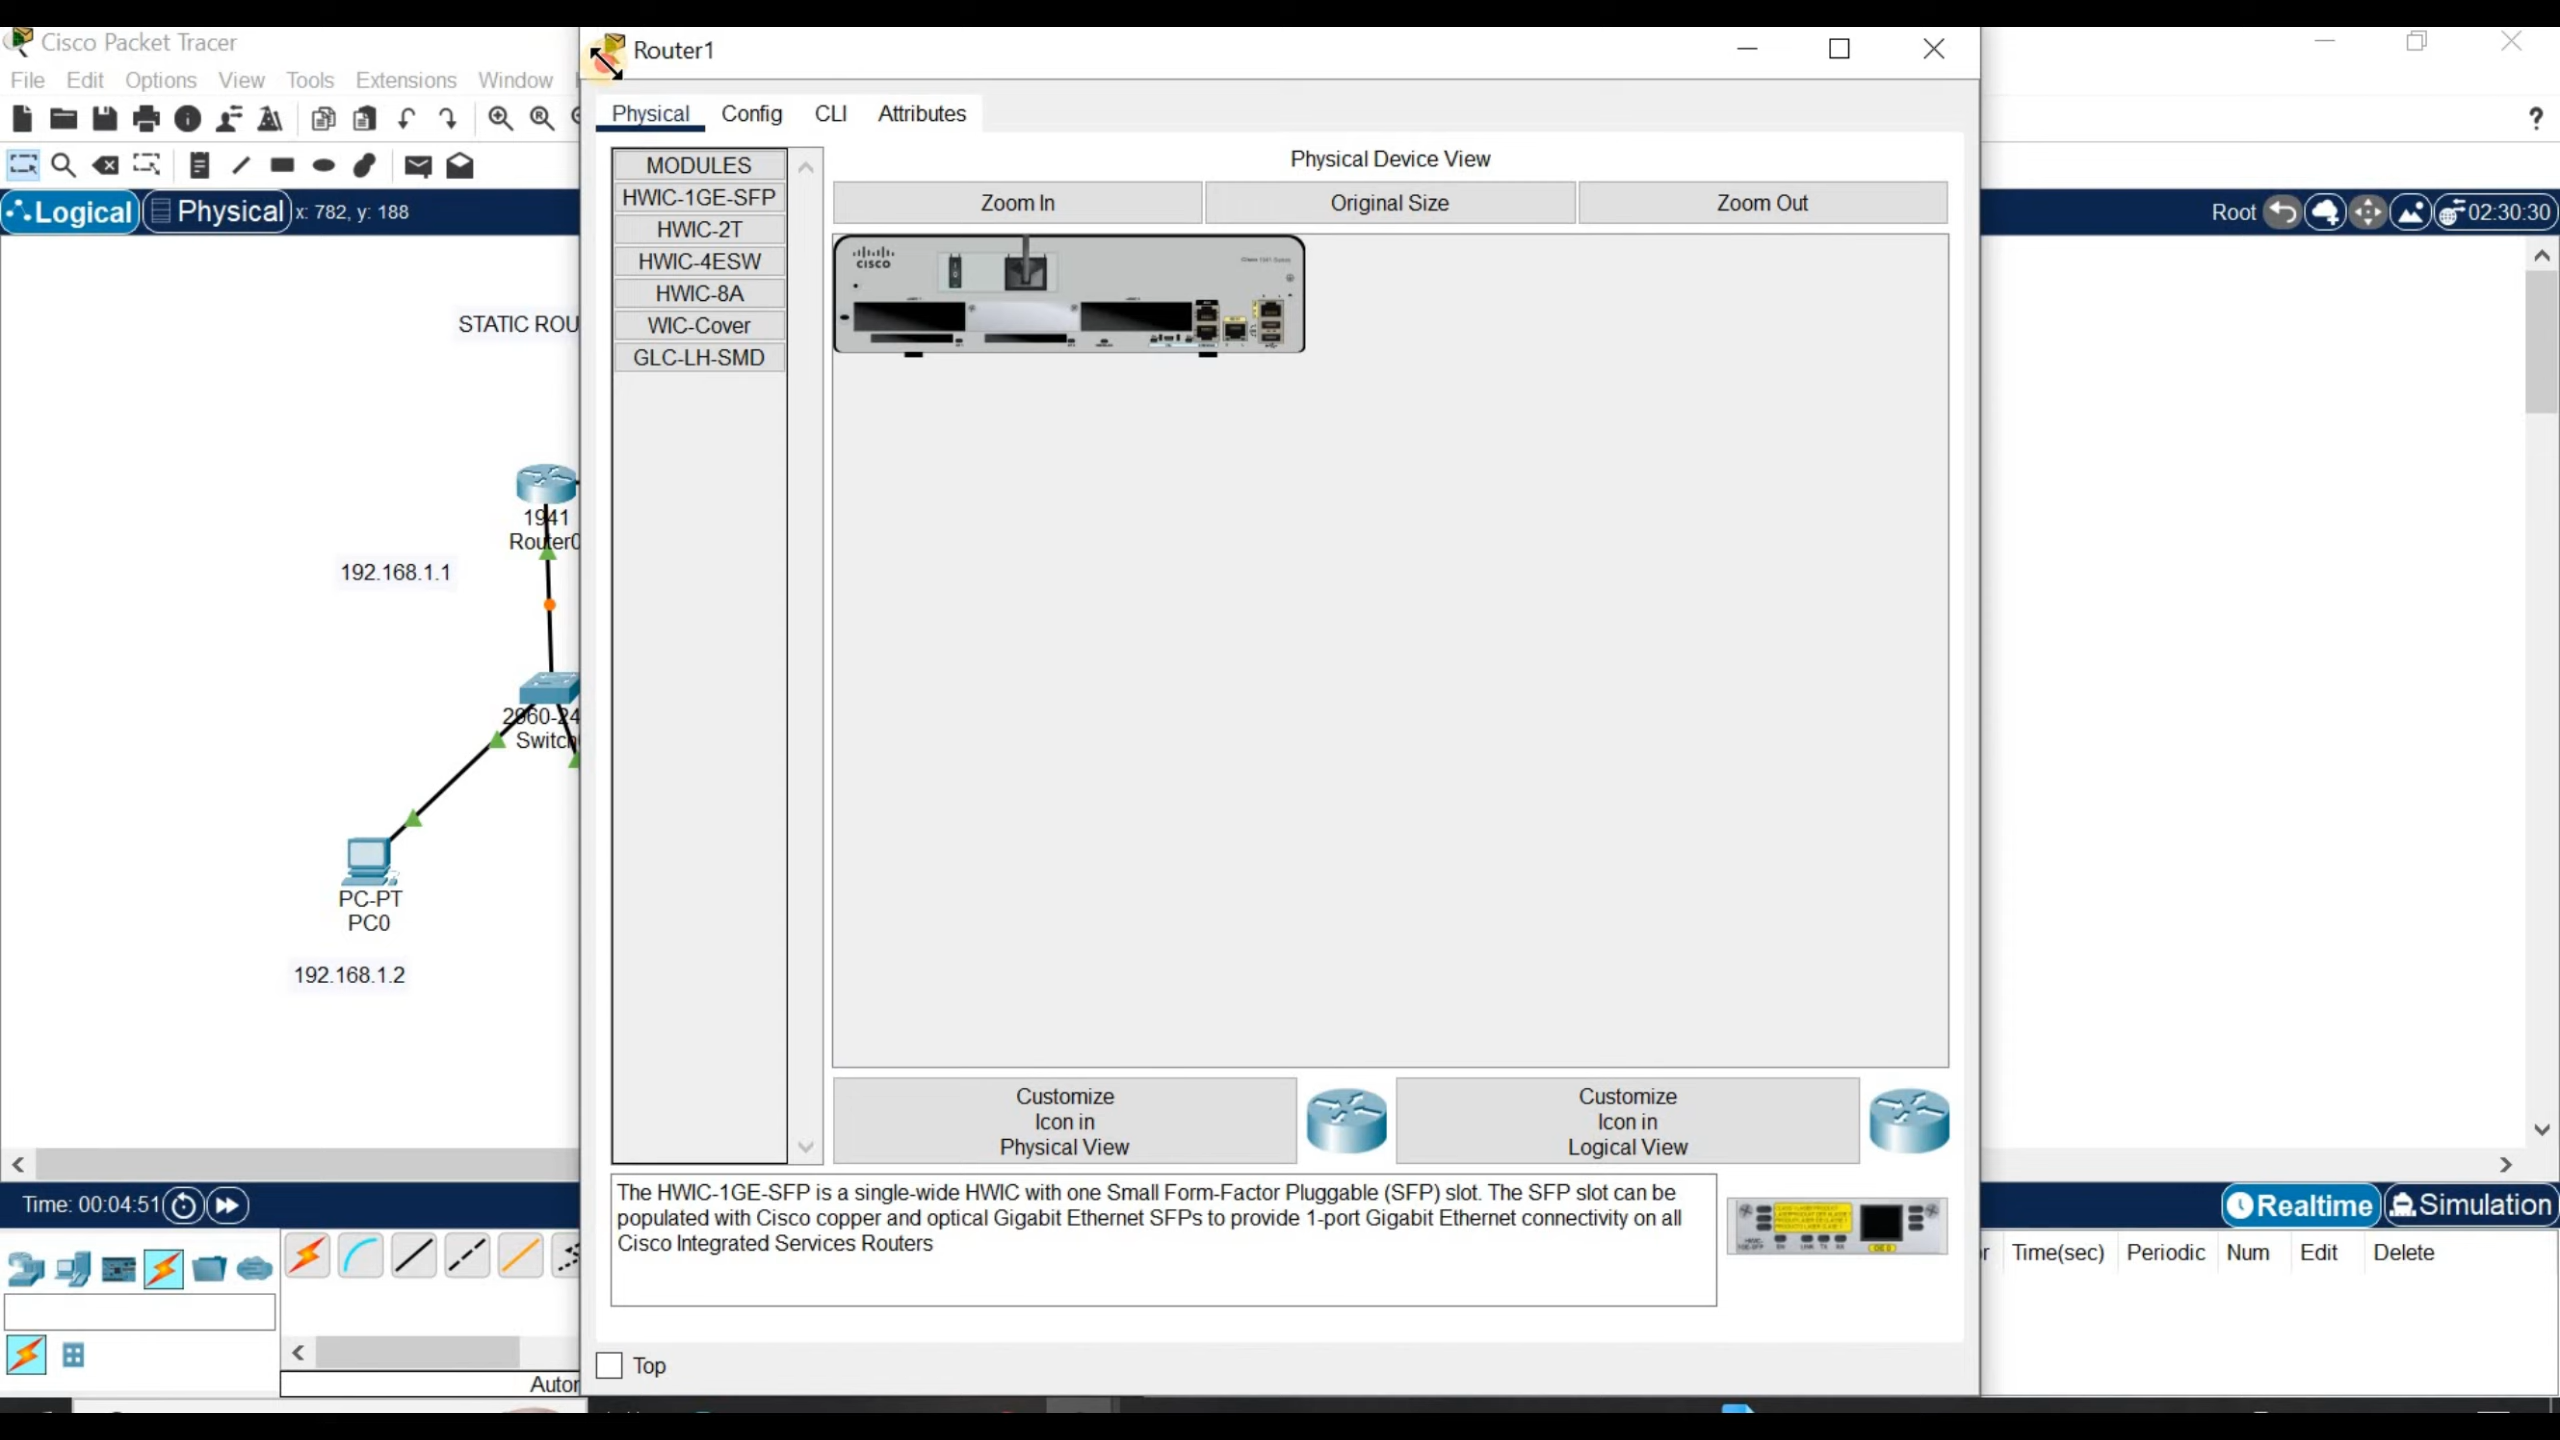 Cisco Packet Tracer
File Edit Options View Tools Extensions Window
Logical
Physical
x: 782, y: 188
STATIC ROU
1941
Router0
192.168.1.1
2960-24
Switch
PC-PT
PC0
192.168.1.2
Time: 00:04:51
Router1
Physical Config CLI Attributes
MODULES
HWIC-1GE-SFP
HWIC-2T
HWIC-4ESW
HWIC-8A
WIC-Cover
GLC-LH-SMD
Physical Device View
Zoom In
Original Size
Zoom Out
CISCO
Customize
Icon in
Physical View
Customize
Icon in
Logical View
The HWIC-1GE-SFP is a single-wide HWIC with one Small Form-Factor Pluggable (SFP) slot. The SFP slot can be
populated with Cisco copper and optical Gigabit Ethernet SFPs to provide 1-port Gigabit Ethernet connectivity on all
Cisco Integrated Services Routers
Top
Root
02:30:30
Realtime
Simulation
Time(sec) Periodic Num Edit Delete